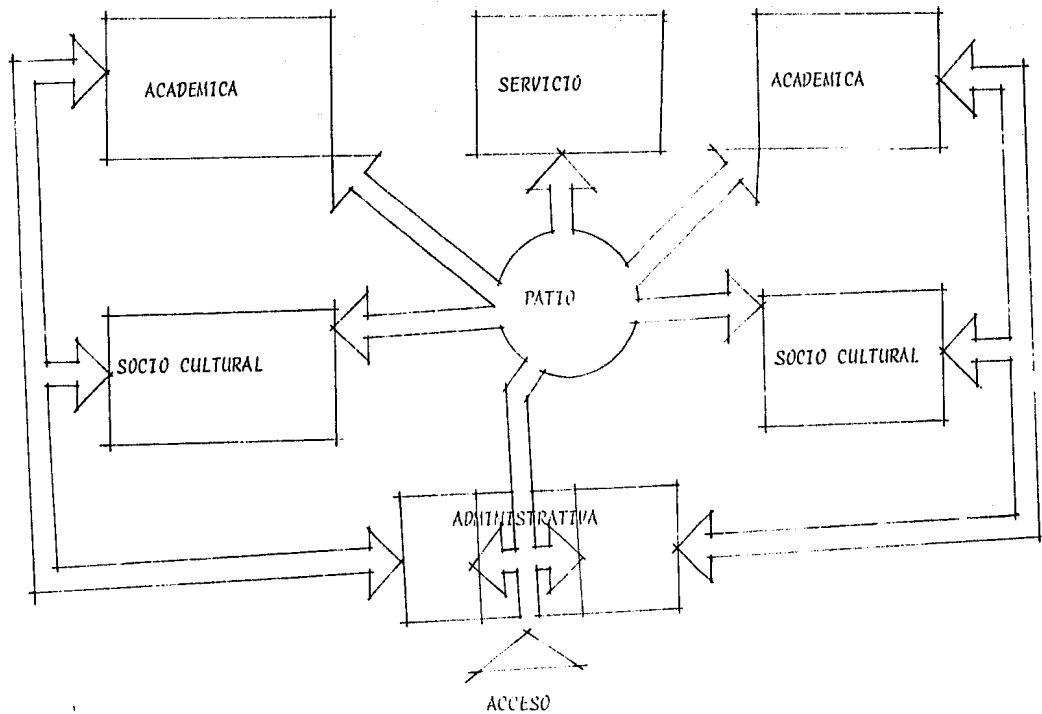 ACADEMICA
SERVICIO
ACADEMICA
PATIO
SOCIO CULTURAL
SOCIO CULTURAL
ADMINISTRATIVA
ACCESO